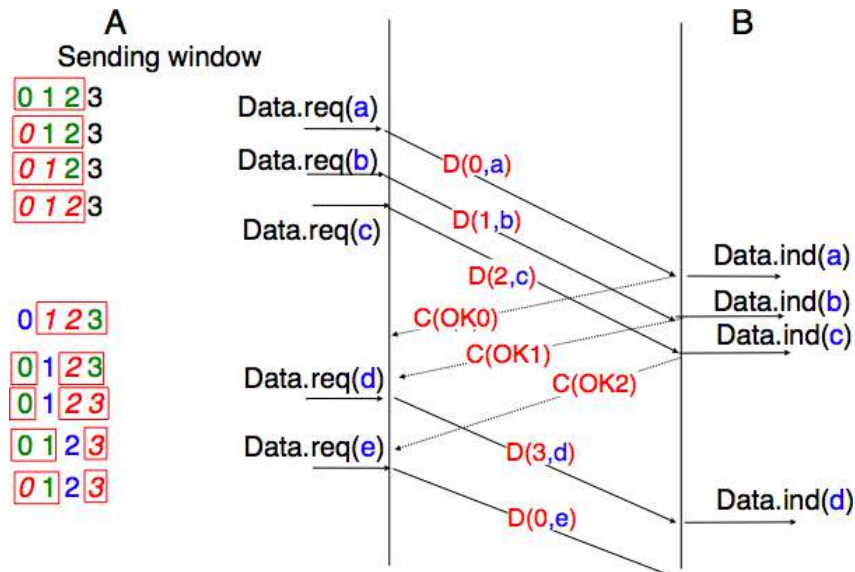 A
B
Sending window
0 1 2 3
Data.req(a)
0 1 2 3
Data.req(b)
D(0,a)
0 1 2 3
0 1 2 3
D(1,b)
Data.req(c)
Data.ind(a)
D(2,c)
Data.ind(b)
0 1 2 3
C(OK0)
Data.ind(c)
0 1 2 3
C(OK1)
Data.req(d)
C(OK2)
0 1 2 3
0 1 2 3
Data.req(e)
D(3,d)
0 1 2 3
Data.ind(d)
D(0,e)